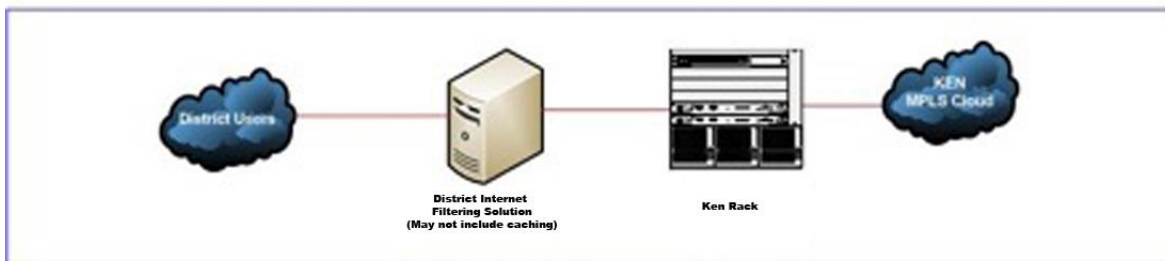 District Users
District Internet
Filtering Solution
(May not include caching)
Ken Rack
KEN
MPLS Cloud